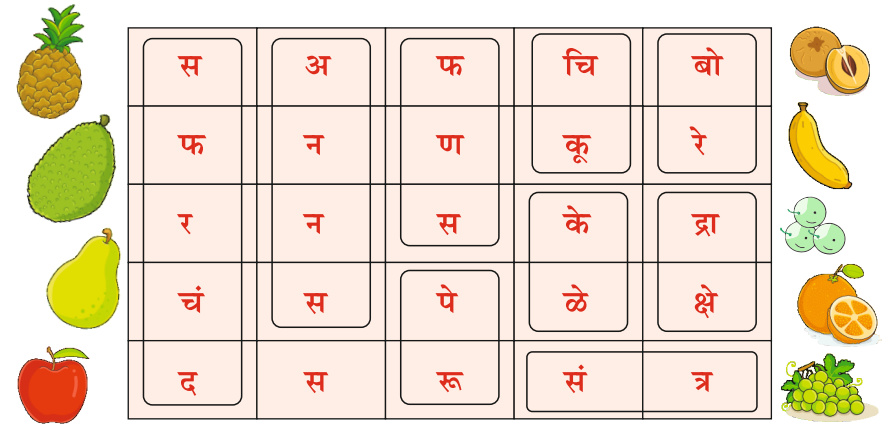 स अ फ चि बो
फ न ण कू रे
र न स के द्रा
चं स पे ळे क्षे
द स रू सं त्र